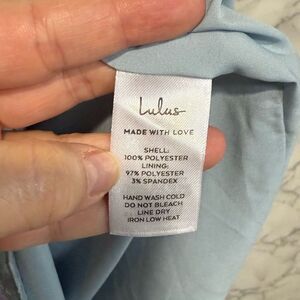 Lulus
MADE WITH LOVE
SHELL:
100% POLYESTER
LINING:
97% POLYESTER
3% SPANDEX
HAND WASH COLD
DO NOT BLEACH
LINE DRY
IRON LOW HEAT